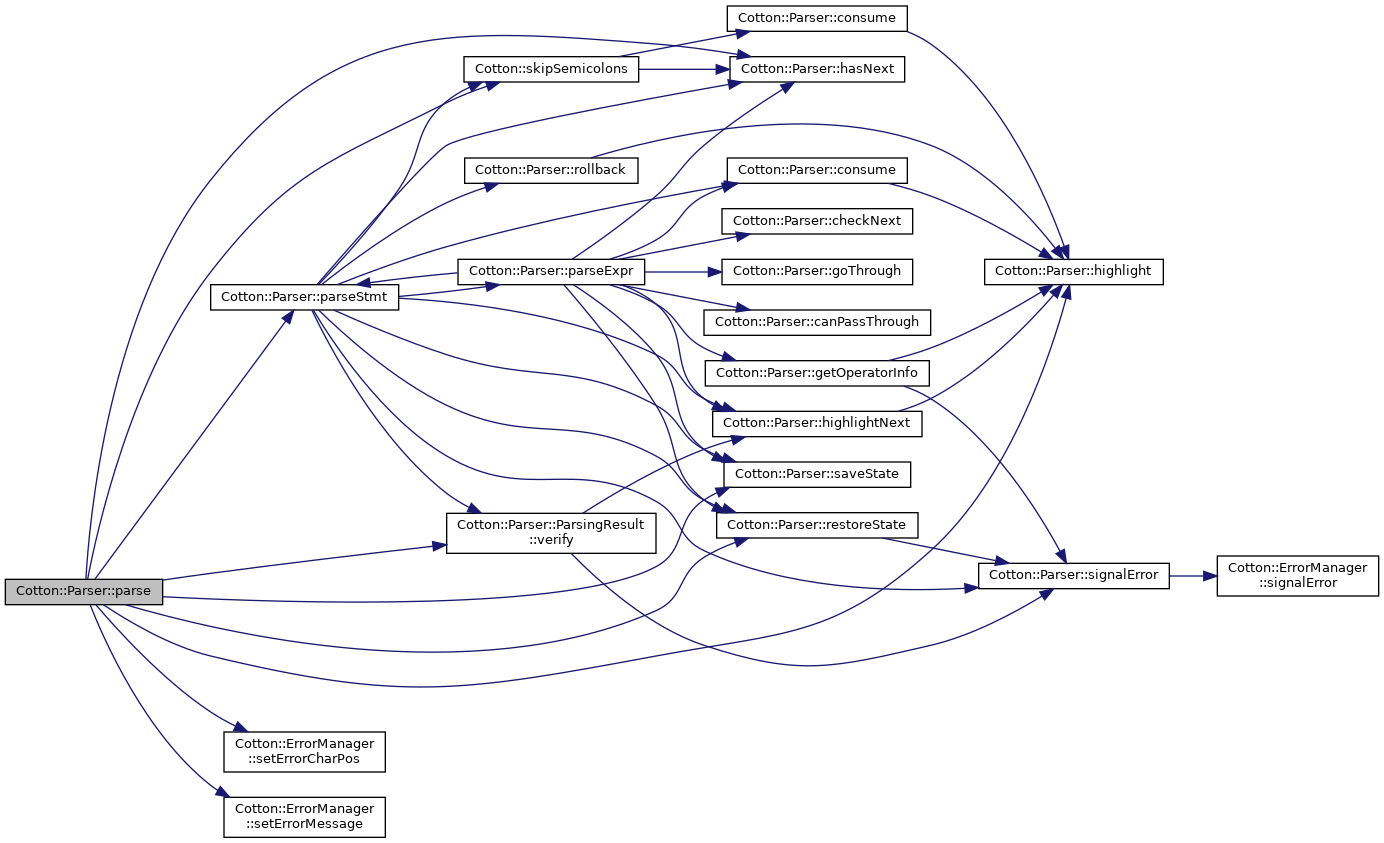 Cotton::Parser::consume
Cotton::skipSemicolons
Cotton::Parser::hasNext
Cotton::Parser::rollback
Cotton::Parser::consume
Cotton::Parser::checkNext
Cotton::Parser::parseExpr
Cotton::Parser::goThrough
Cotton::Parser::highlight
Cotton::Parser::parseStmt
Cotton::Parser::canPassThrough
Cotton::Parser::getOperatorInfo
Cotton::Parser::highlightNext
Cotton::Parser::saveState
Cotton::Parser::ParsingResult
::verify
Cotton::Parser::restoreState
Cotton::Parser::signalError
Cotton::ErrorManager
::signalError
Cotton::Parser::parse
Cotton::ErrorManager
::setErrorCharPos
Cotton::ErrorManager
::setErrorMessage